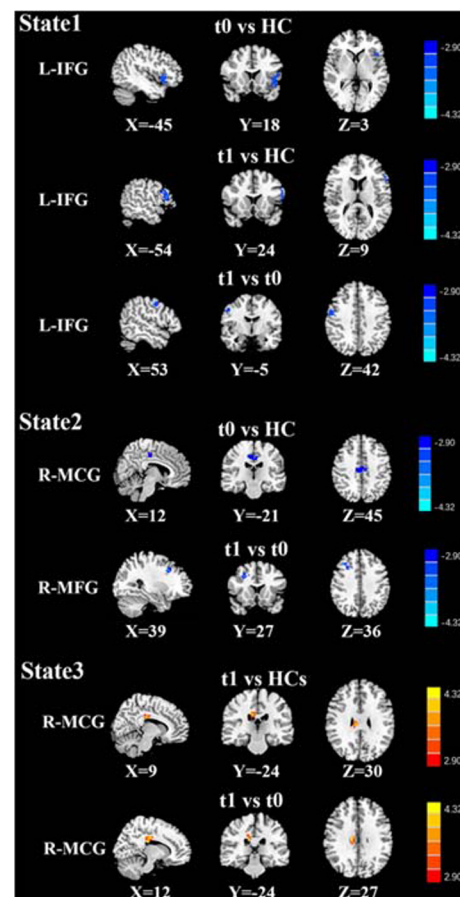 State1
t0 vs HC
L-IFG
-2.90
-4.32
X=-45 Y=18 Z=3
t1 vs HC
L-IFG
-2.90
-4.32
X=-54 Y=24 Z=9
t1 vs t0
L-IFG
-2.90
-4.32
X=53 Y=-5 Z=42
State2
t0 vs HC
R-MCG
-2.90
-4.32
X=12 Y=-21 Z=45
t1 vs t0
R-MFG
-2.90
-4.32
X=39 Y=27 Z=36
State3
t1 vs HCs
R-MCG
4.32
2.90
X=9 Y=-24 Z=30
t1 vs t0
R-MCG
4.32
2.90
X=12 Y=-24 Z=27